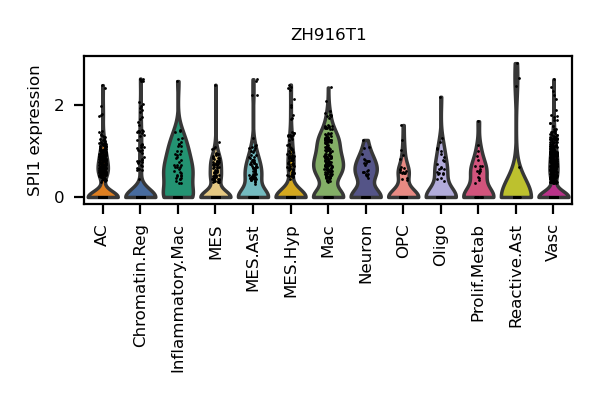 ZH916T1
SPI1 expression
2
0
AC
Chromatin.Reg
Inflammatory.Mac
MES
MES.Ast
MES.Hyp
Mac
Neuron
OPC
Oligo
Prolif.Metab
Reactive.Ast
Vasc